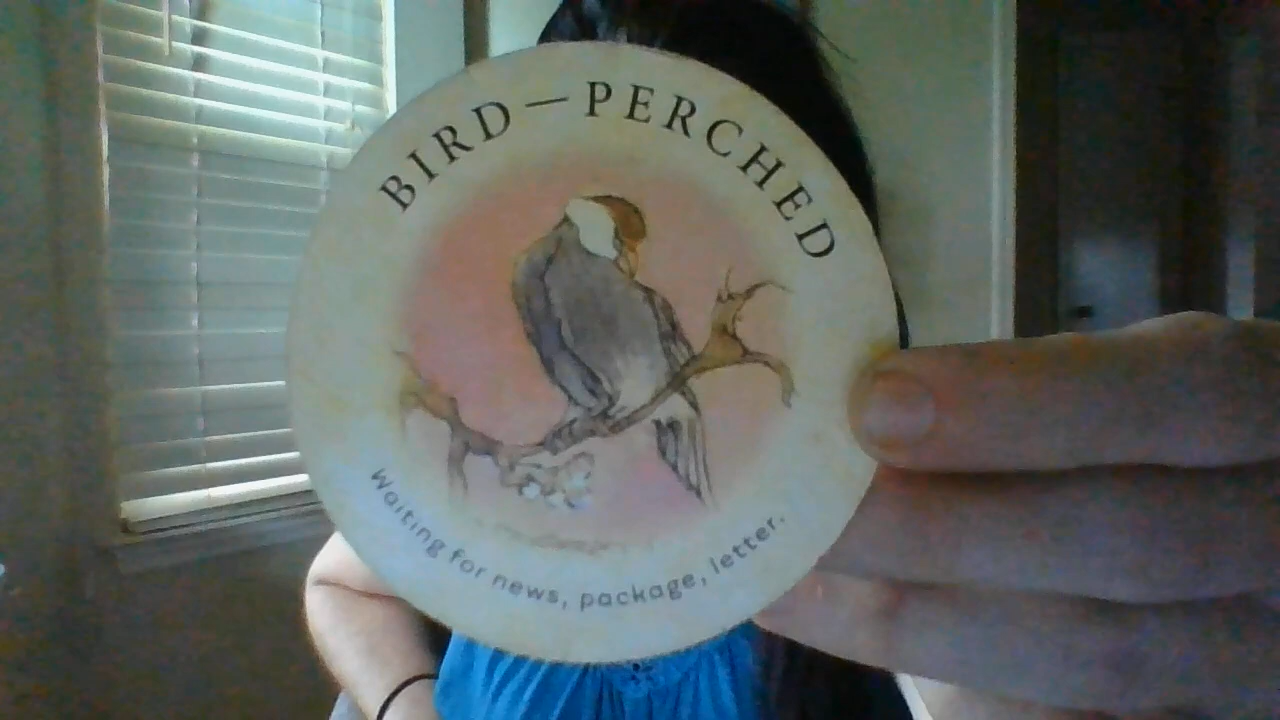 BIRD—PERCHED
Waiting for news, package, letter.